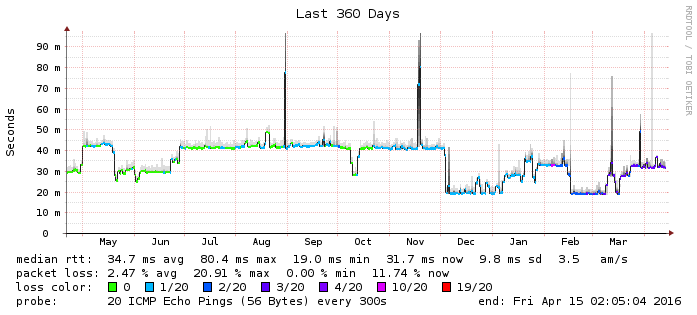 Last 360 Days
RRDTOOL / TOBI OETIKER
Seconds
90 m
80 m
70 m
60 m
50 m
40 m
30 m
20 m
10 m
0
May Jun Jul Aug Sep Oct Nov Dec Jan Feb Mar
median rtt: 34.7 ms avg 80.4 ms max 19.0 ms min 31.7 ms now 9.8 ms sd 3.5 am/s
packet loss: 2.47 % avg 20.91 % max 0.00 % min 11.74 % now
loss color: 0 1/20 2/20 3/20 4/20 10/20 19/20
probe: 20 ICMP Echo Pings (56 Bytes) every 300s end: Fri Apr 15 02:05:04 2016